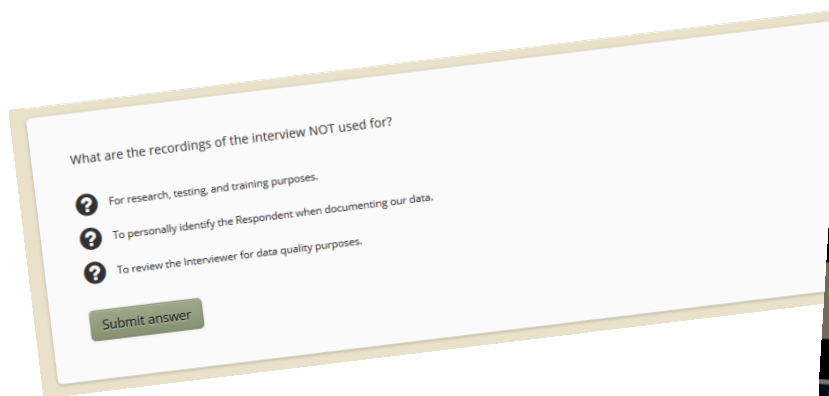 What are the recordings of the interview NOT used for?
For research, testing, and training purposes.
To personally identify the Respondent when documenting our data.
To review the Interviewer for data quality purposes.
Submit answer